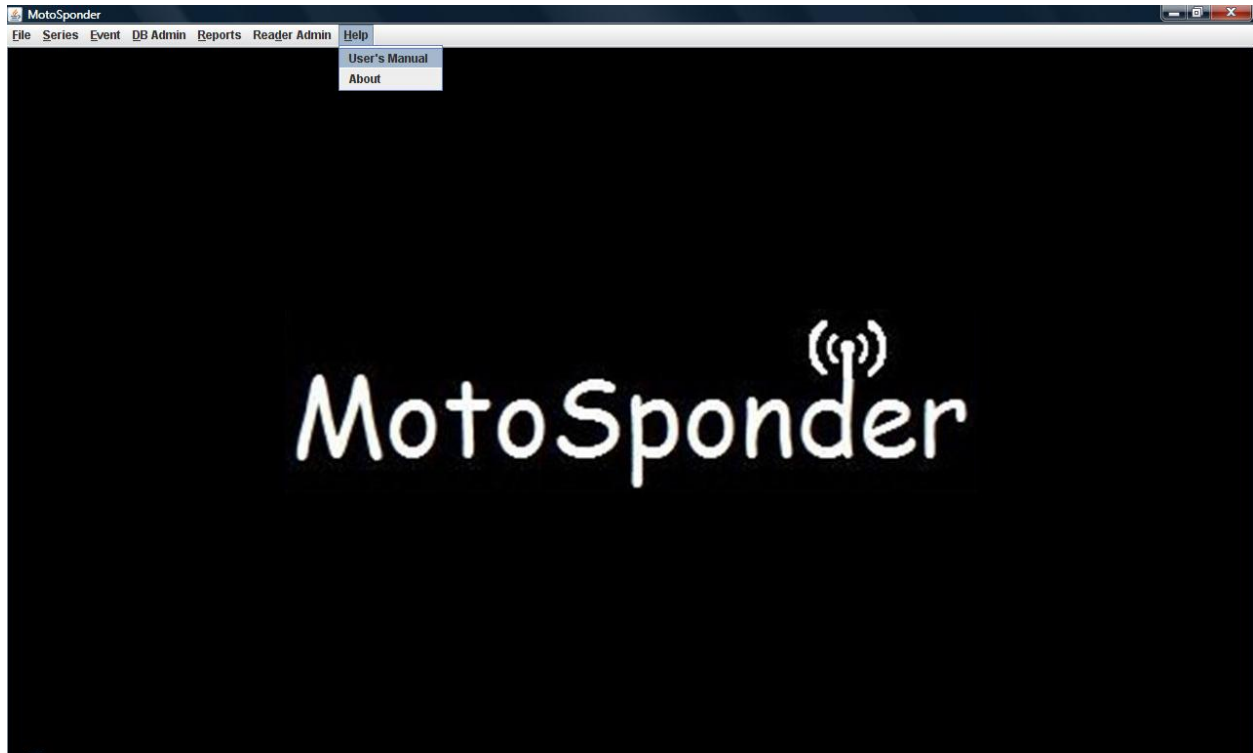 MotoSponder
File Series Event DB Admin Reports Reader Admin Help
User's Manual
About
MotoSponder